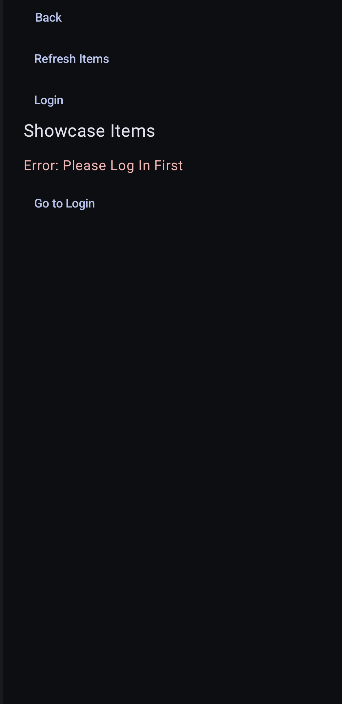 Back
Refresh Items
Login
Showcase Items
Error: Please Log In First
Go to Login